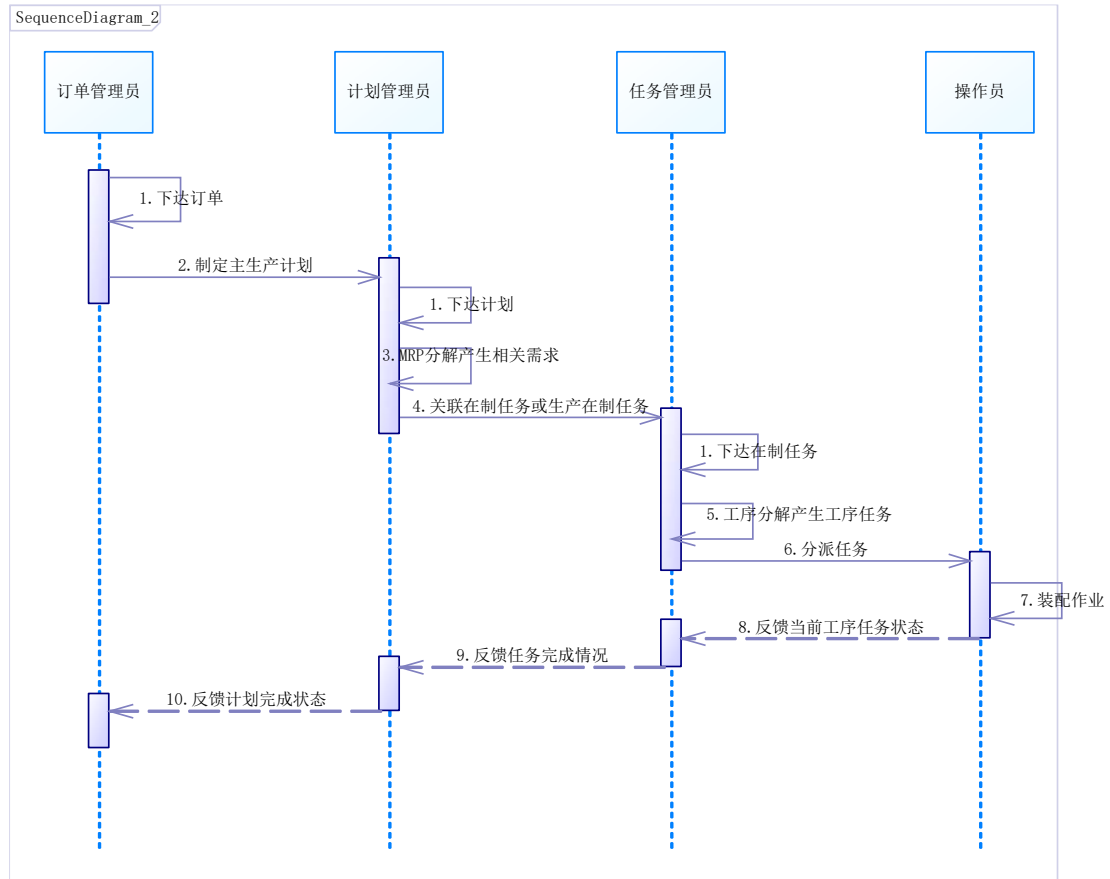 SequenceDiagram_2
订单管理员
计划管理员
任务管理员
操作员
1.下达订单
2.制定主生产计划
1.下达计划
3.MRP分解产生相关需求
4.关联在制任务或生产在制任务
1.下达在制任务
5.工序分解产生工序任务
6.分派任务
7.装配作业
8.反馈当前工序任务状态
9.反馈任务完成情况
10.反馈计划完成状态